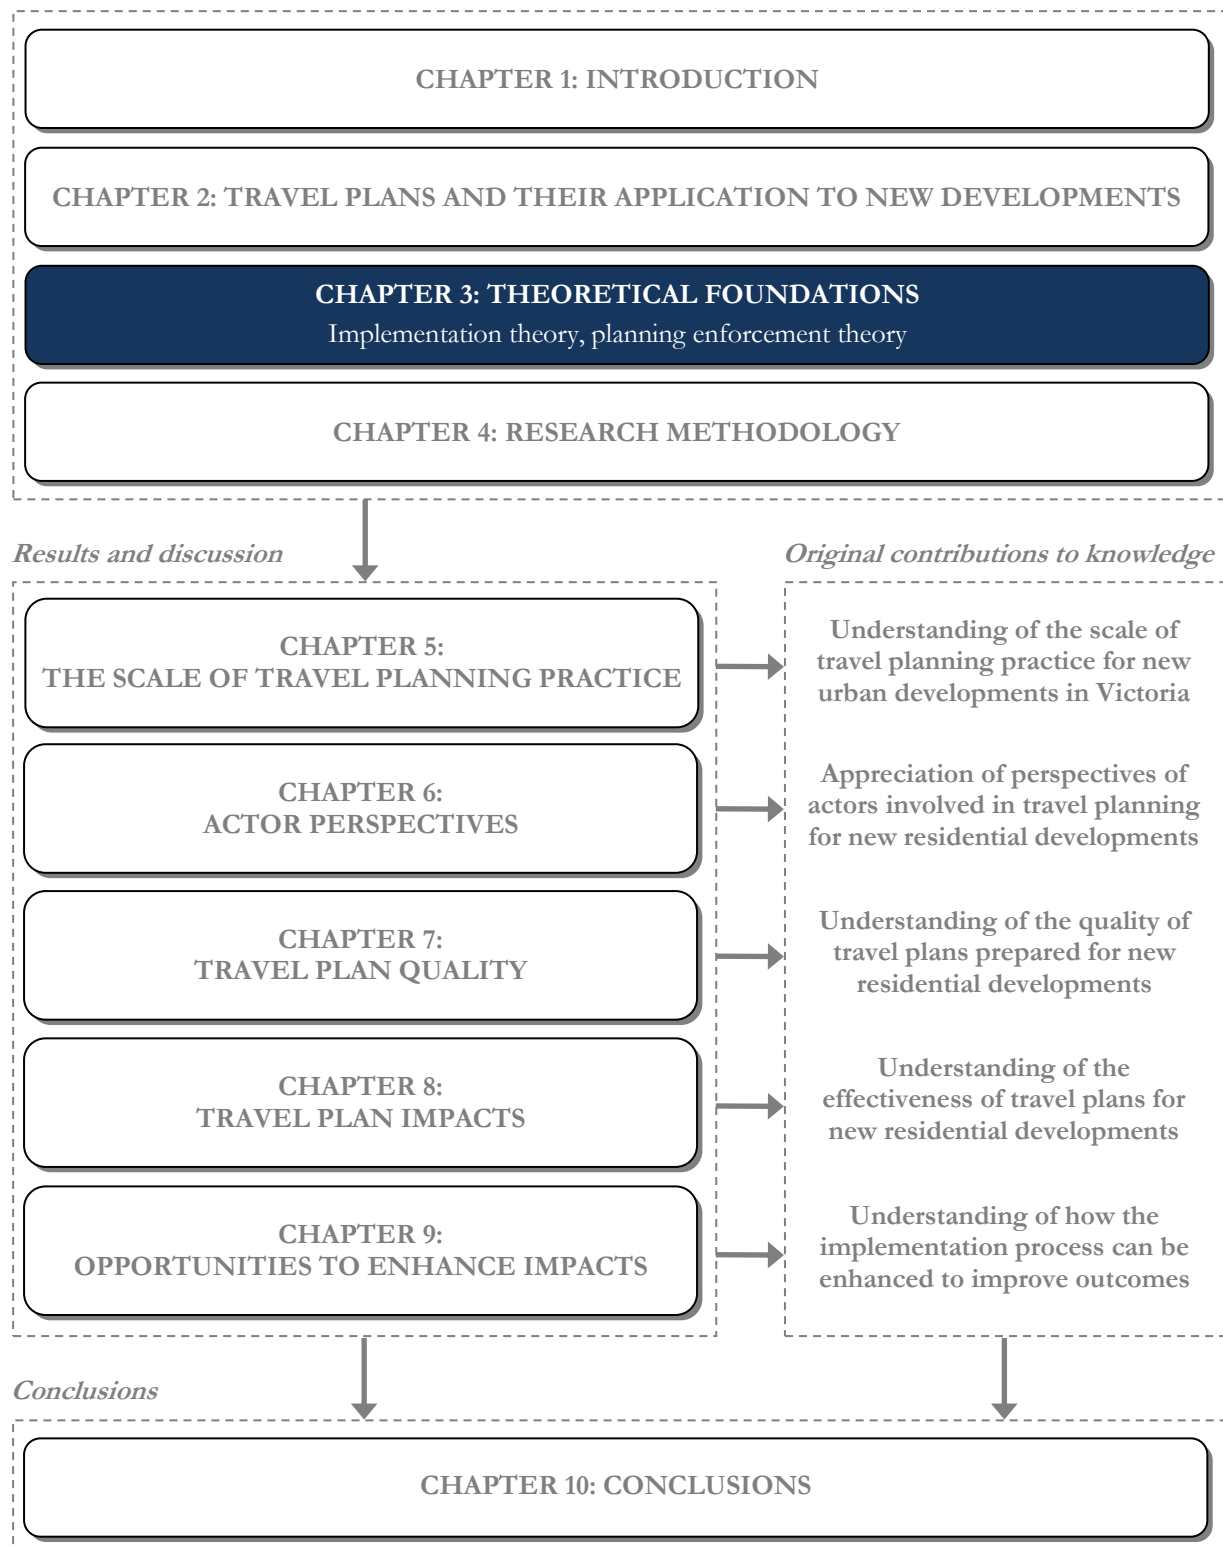 CHAPTER 1: INTRODUCTION
CHAPTER 2: TRAVEL PLANS AND THEIR APPLICATION TO NEW DEVELOPMENTS
CHAPTER 3: THEORETICAL FOUNDATIONS
Implementation theory, planning enforcement theory
CHAPTER 4: RESEARCH METHODOLOGY
Results and discussion
Original contributions to knowledge
CHAPTER 5:
THE SCALE OF TRAVEL PLANNING PRACTICE
Understanding of the scale of
travel planning practice for new
urban developments in Victoria
CHAPTER 6:
ACTOR PERSPECTIVES
Appreciation of perspectives of
actors involved in travel planning
for new residential developments
CHAPTER 7:
TRAVEL PLAN QUALITY
Understanding of the quality of
travel plans prepared for new
residential developments
CHAPTER 8:
TRAVEL PLAN IMPACTS
Understanding of the
effectiveness of travel plans for
new residential developments
CHAPTER 9:
OPPORTUNITIES TO ENHANCE IMPACTS
Understanding of how the
implementation process can be
enhanced to improve outcomes
Conclusions
CHAPTER 10: CONCLUSIONS